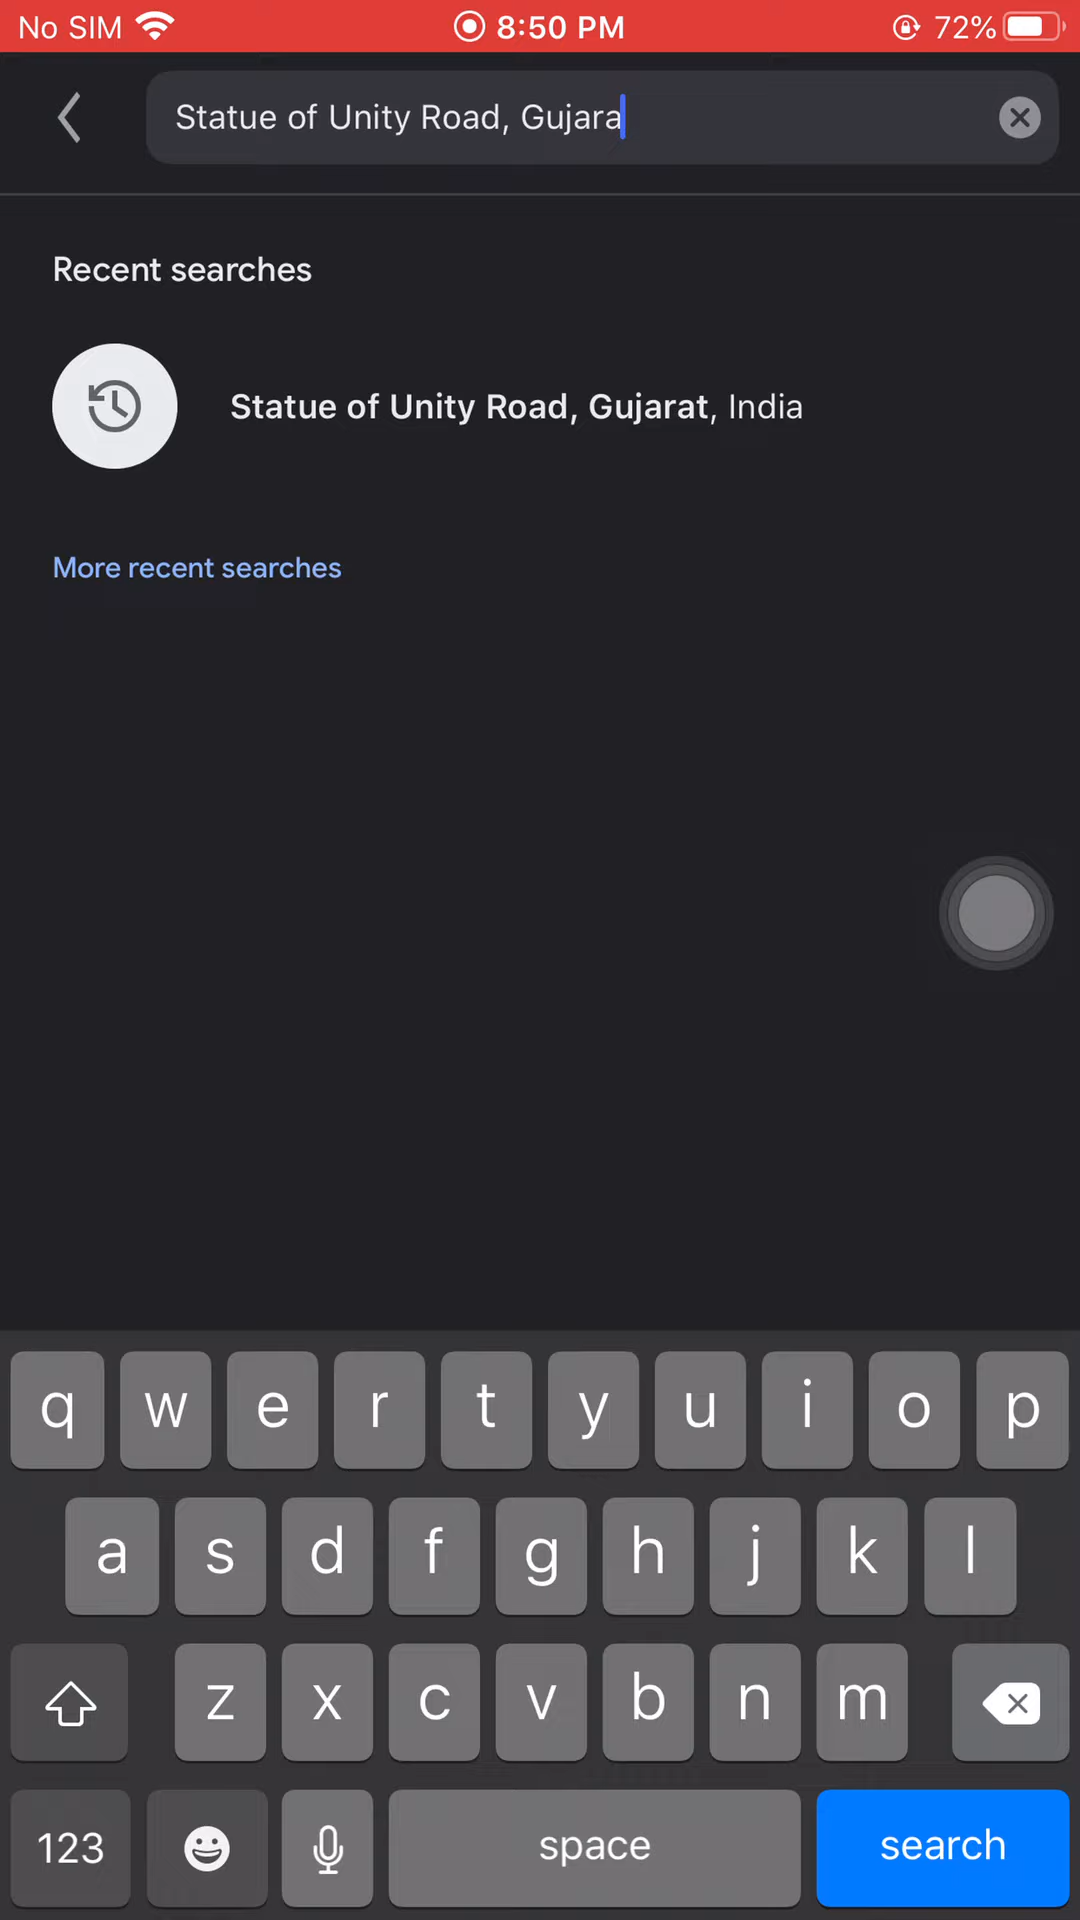 No SIM 8:50 PM 72%
Statue of Unity Road, Gujara
Recent searches
Statue of Unity Road, Gujarat, India
More recent searches
q w e r t y u i o p
a s d f g h j k l
z x c v b n m
123 space search